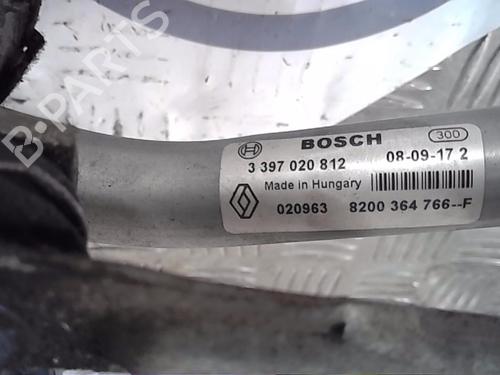 BOSCH 300
3 397 020 812 08-09-17 2
Made in Hungary
020963 8200 364 766--F
B-PARTS